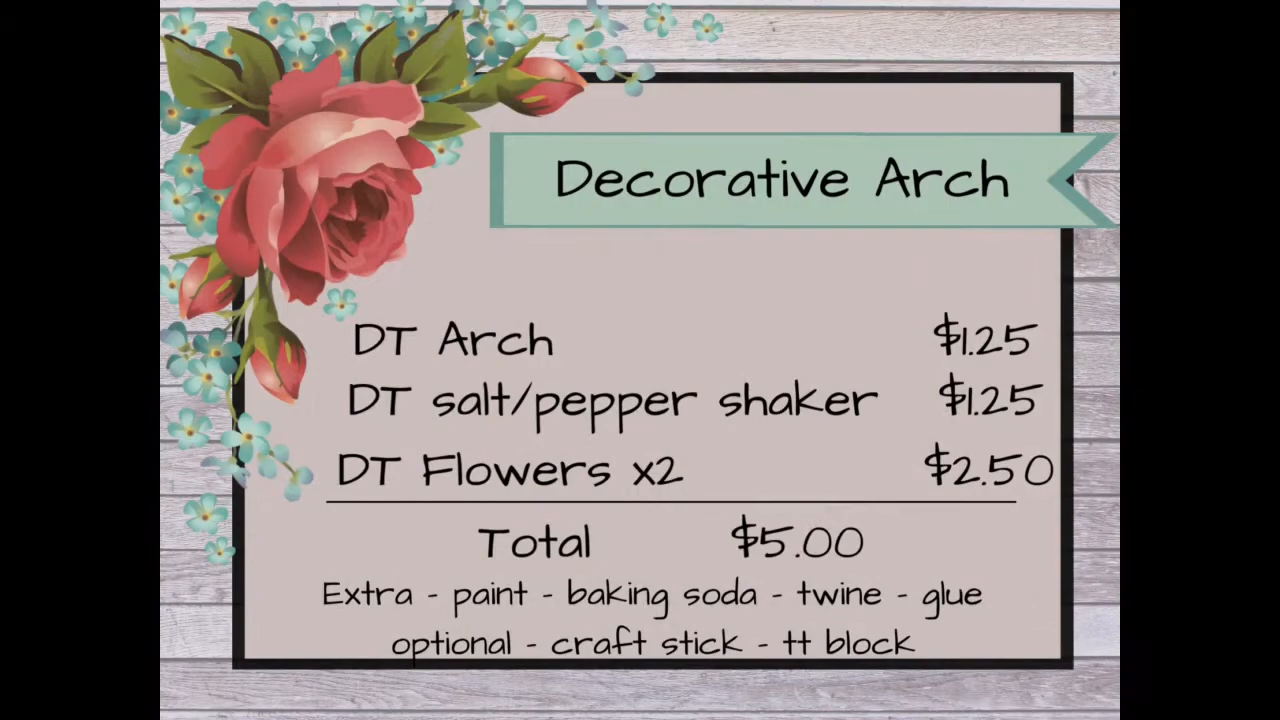 Decorative Arch
DT Arch $1.25
DT salt/pepper shaker $1.25
DT Flowers x2 $2.50
Total $5.00
Extra - paint - baking soda - twine - glue
optional - craft stick - tt block